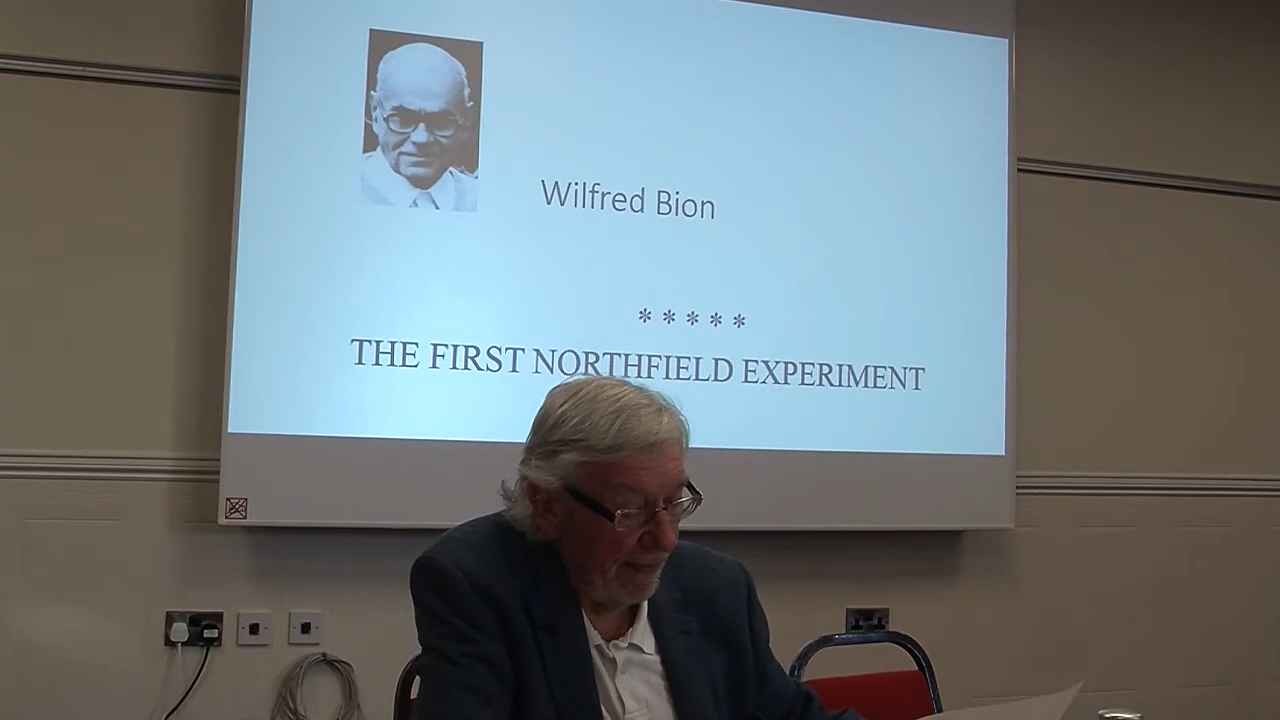 Wilfred Bion
*****
THE FIRST NORTHFIELD EXPERIMENT